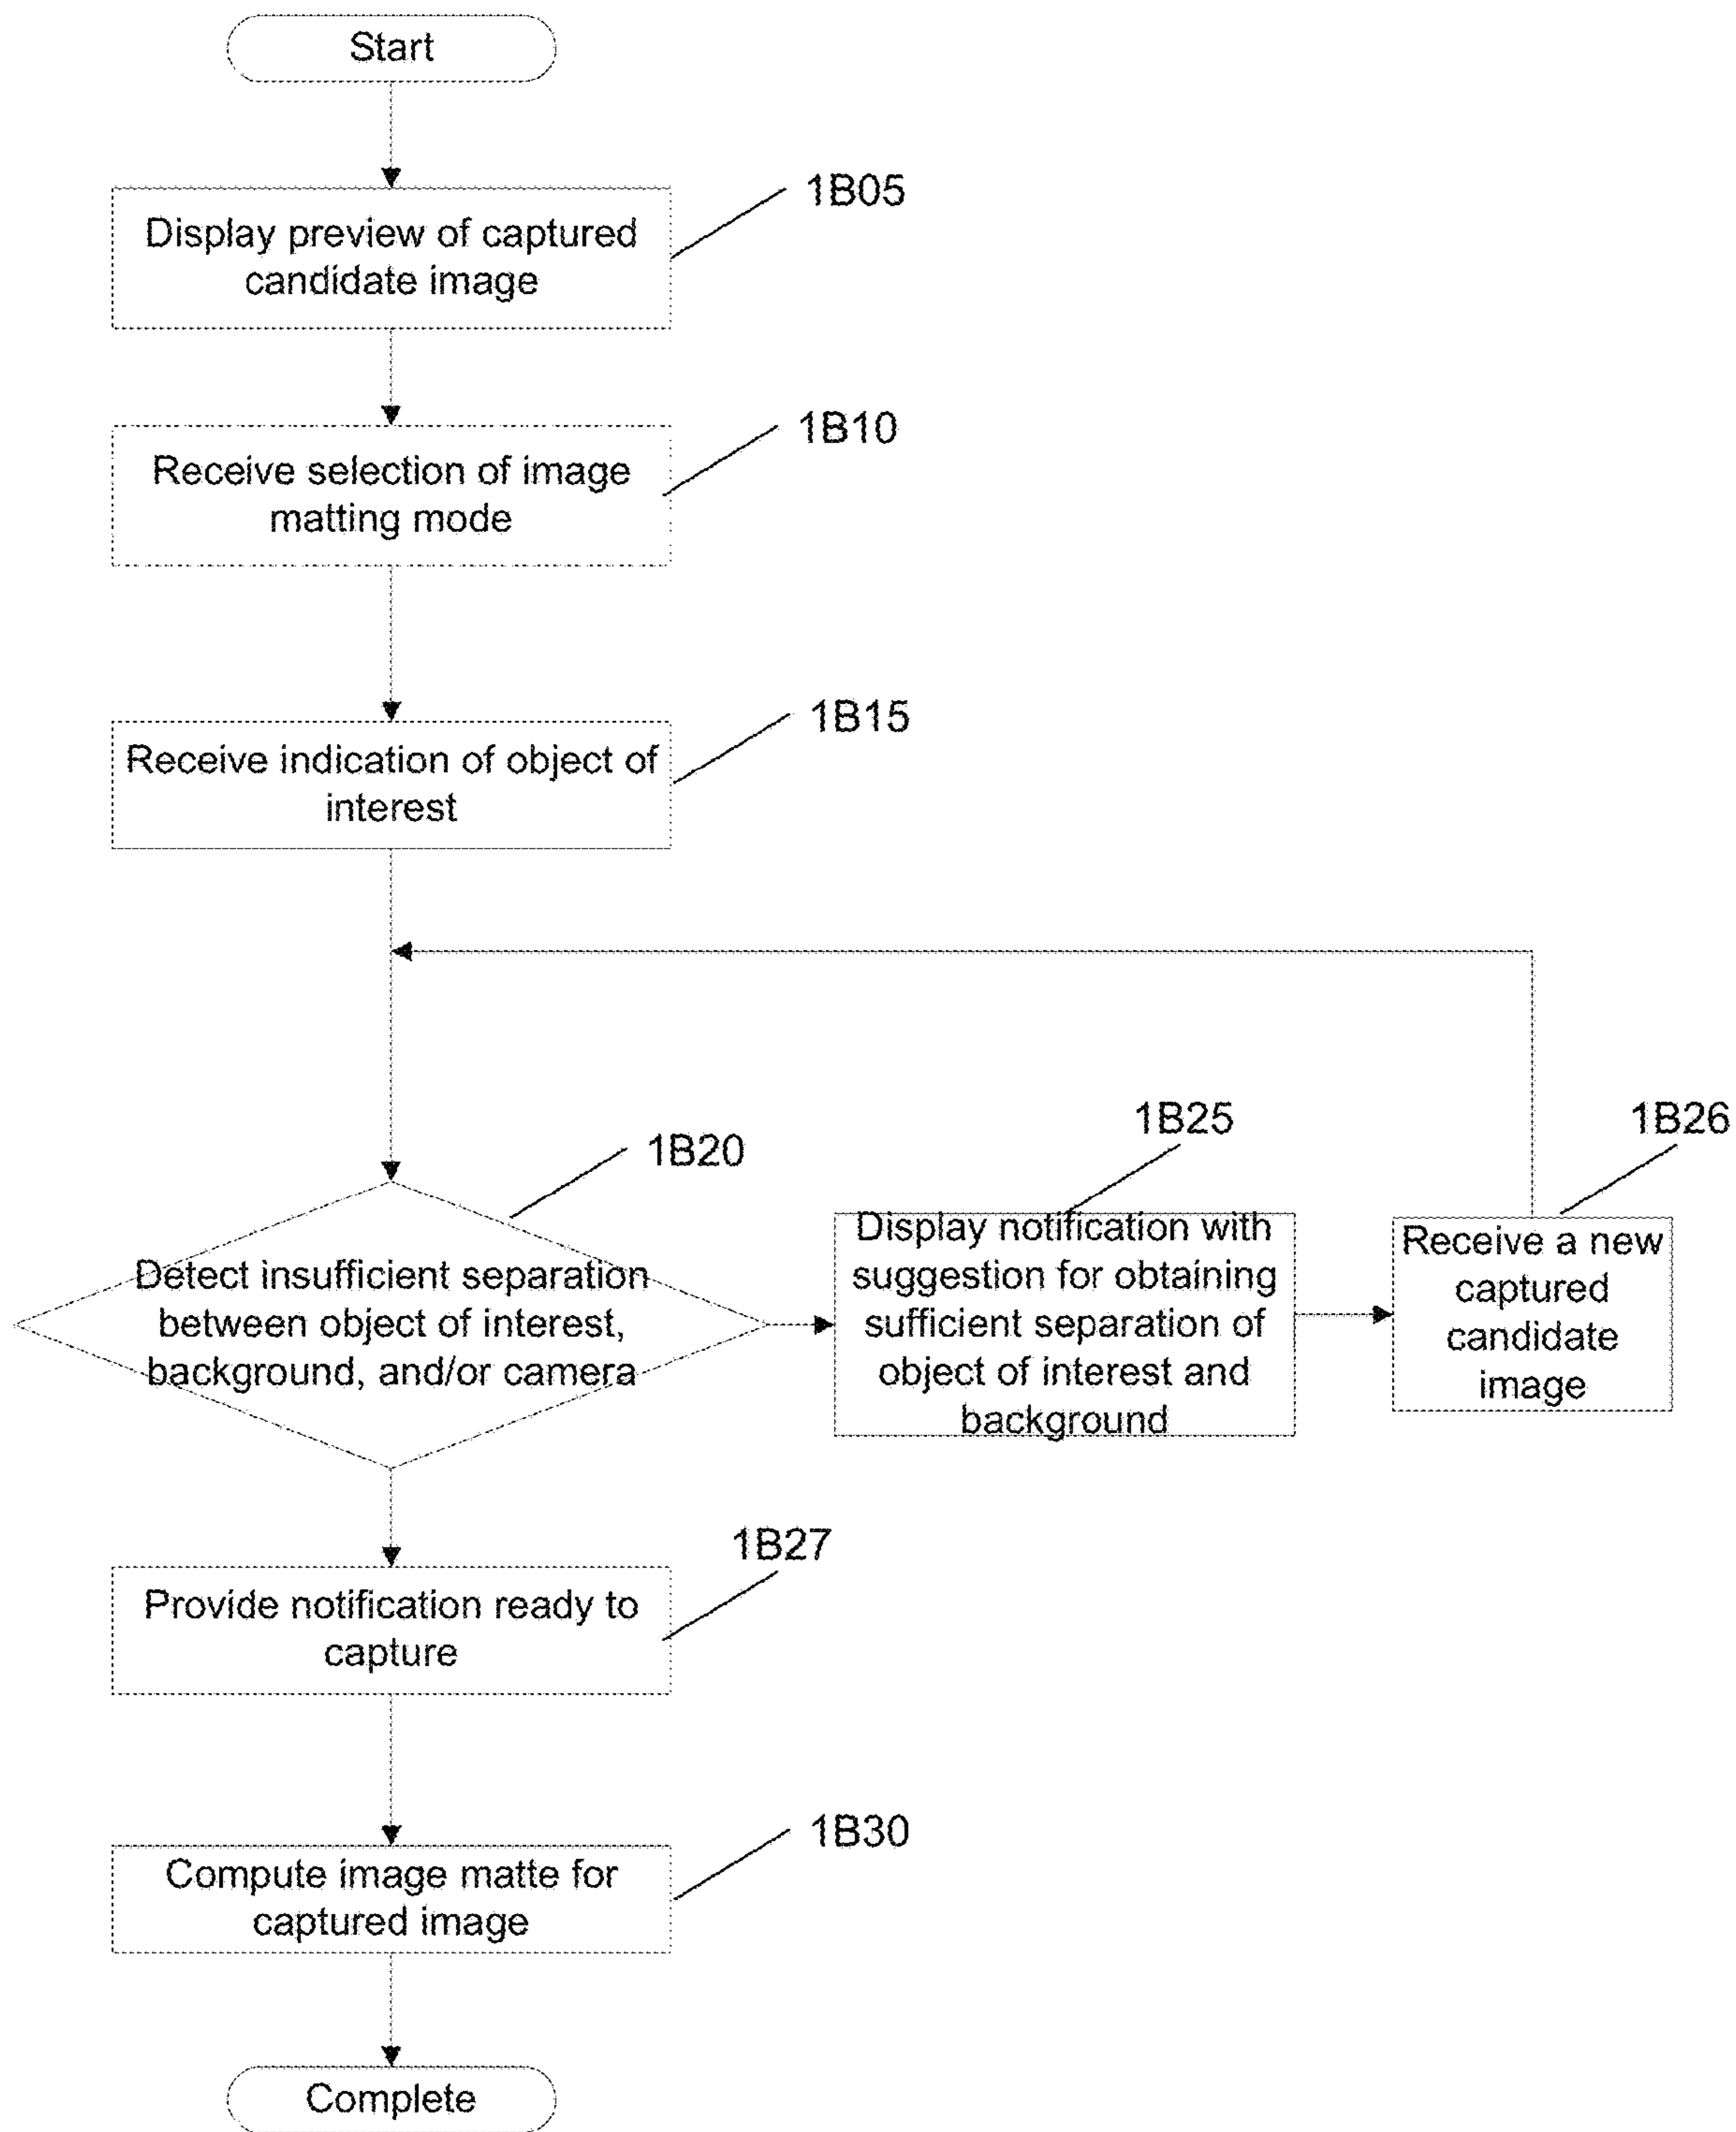 Start
1B05
Display preview of captured
candidate image
1B10
Receive selection of image
matting mode
1B15
Receive indication of object of
interest
1B20
Detect insufficient separation
between object of interest,
background, and/or camera
1B25
Display notification with
suggestion for obtaining
sufficient separation of
object of interest and
background
1B26
Receive a new
captured
candidate
image
1B27
Provide notification ready to
capture
1B30
Compute image matte for
captured image
Complete